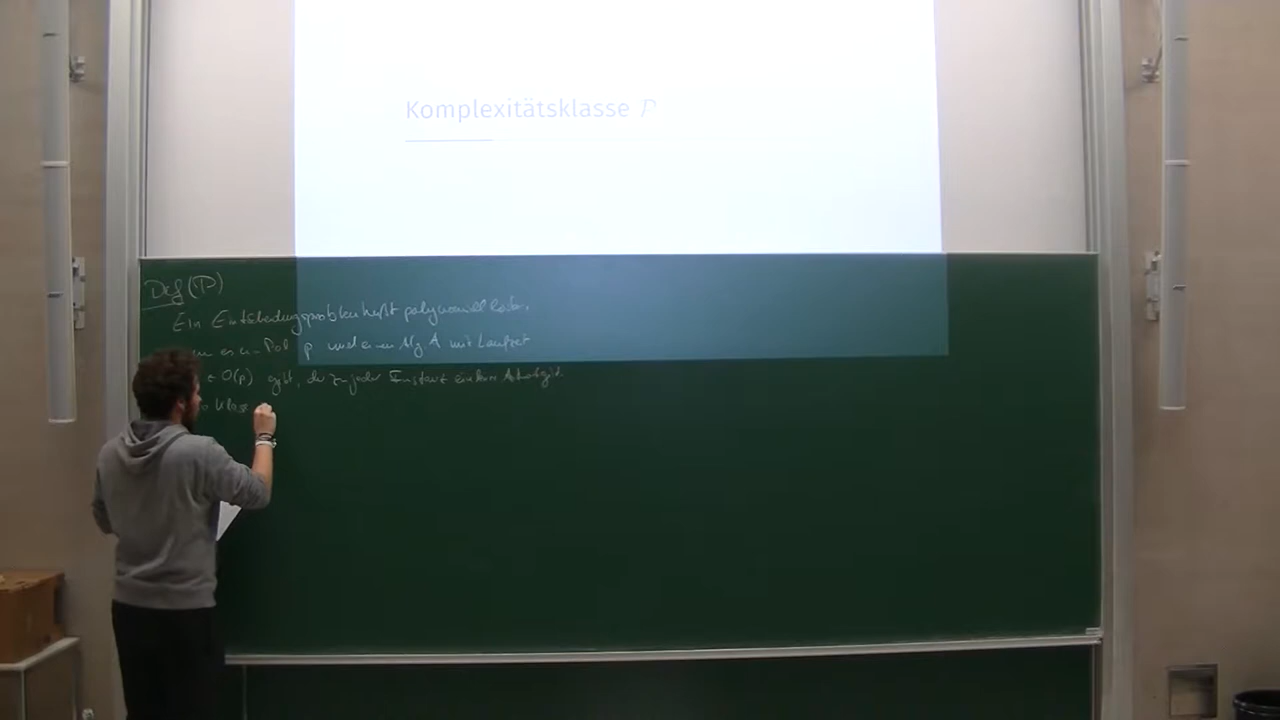 Komplexitätsklasse P
Def (P)
Ein Entscheidungsproblem heißt polynomiell lösbar,
es Pol p und einen Alg. A mit Laufzeit
∈ O(p) gibt, der zu jeder Instanz eine korr. Antwort gibt.
Klasse